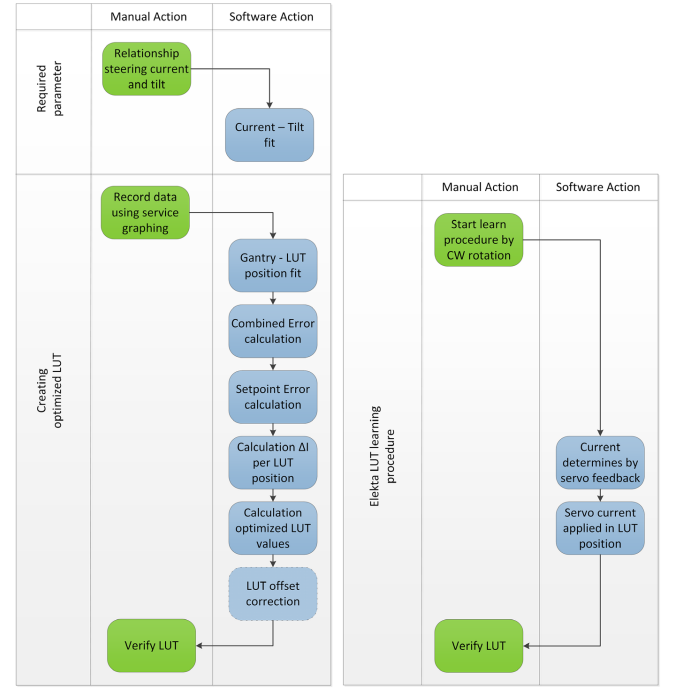 Manual Action
Software Action
Required
parameter
Relationship
steering current
and tilt
Current – Tilt
fit
Creating
optimized LUT
Record data
using service
graphing
Gantry - LUT
position fit
Combined Error
calculation
Setpoint Error
calculation
Calculation ΔI
per LUT
position
Calculation
optimized LUT
values
LUT offset
correction
Verify LUT
Manual Action
Software Action
Elekta LUT learning
procedure
Start learn
procedure by
CW rotation
Current
determines by
servo feedback
Servo current
applied in LUT
position
Verify LUT